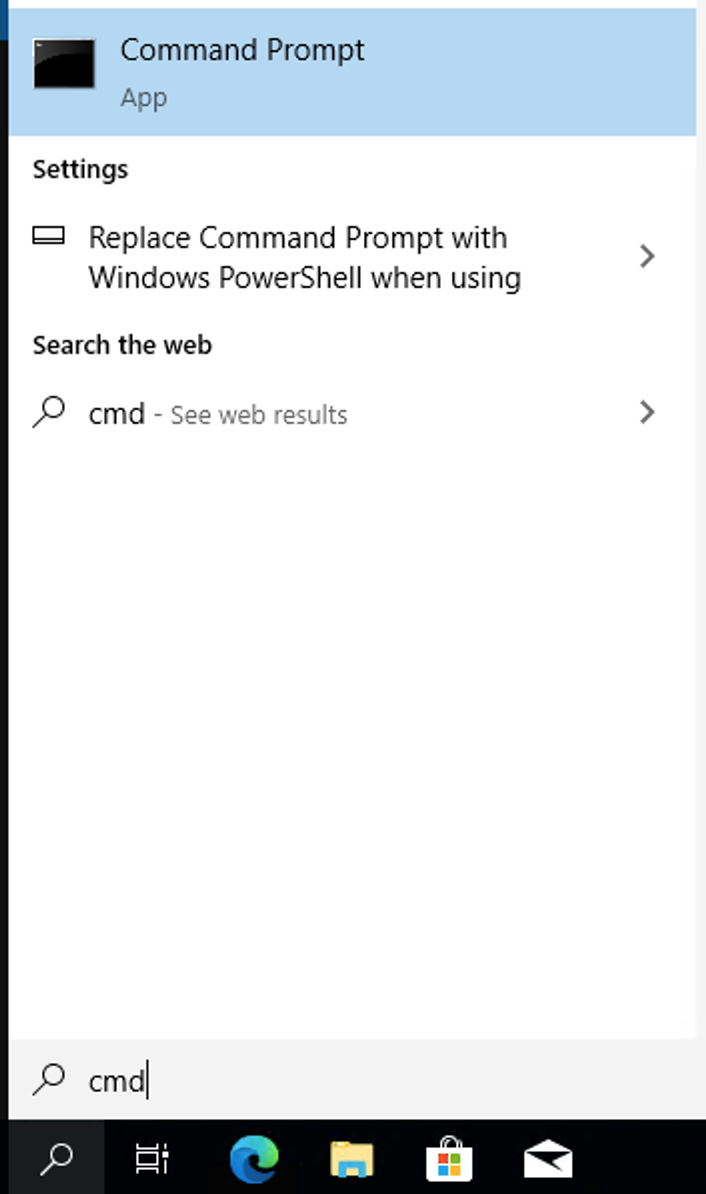 Command Prompt
App
Settings
Replace Command Prompt with
Windows PowerShell when using
Search the web
cmd - See web results
cmd